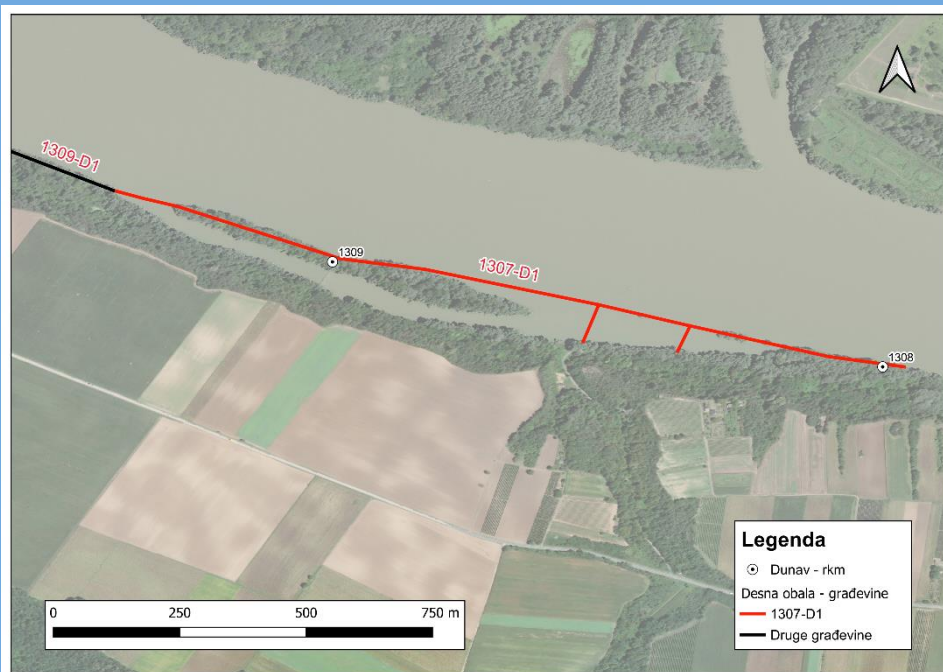 1309-D1
1309
1307-D1
1308
Legenda
Dunav - rkm
Desna obala - građevine
1307-D1
Druge građevine
0 250 500 750 m